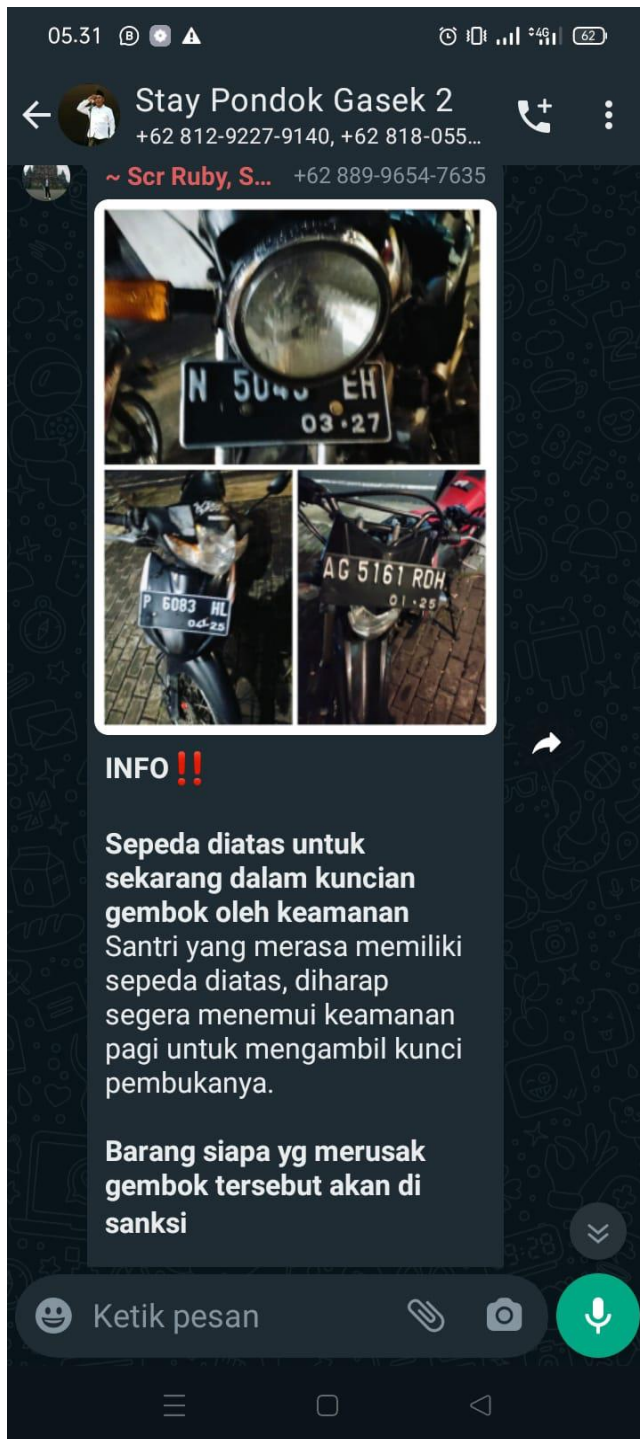 05.31
62
Stay Pondok Gasek 2
+62 812-9227-9140, +62 818-055...
~ Scr Ruby, S... +62 889-9654-7635
N EH
03·27
P 6083 HL
04-25
AG 5161 RDH
01·25
INFO‼️
Sepeda diatas untuk
sekarang dalam kuncian
gembok oleh keamanan
Santri yang merasa memiliki
sepeda diatas, diharap
segera menemui keamanan
pagi untuk mengambil kunci
pembukanya.
Barang siapa yg merusak
gembok tersebut akan di
sanksi
Ketik pesan